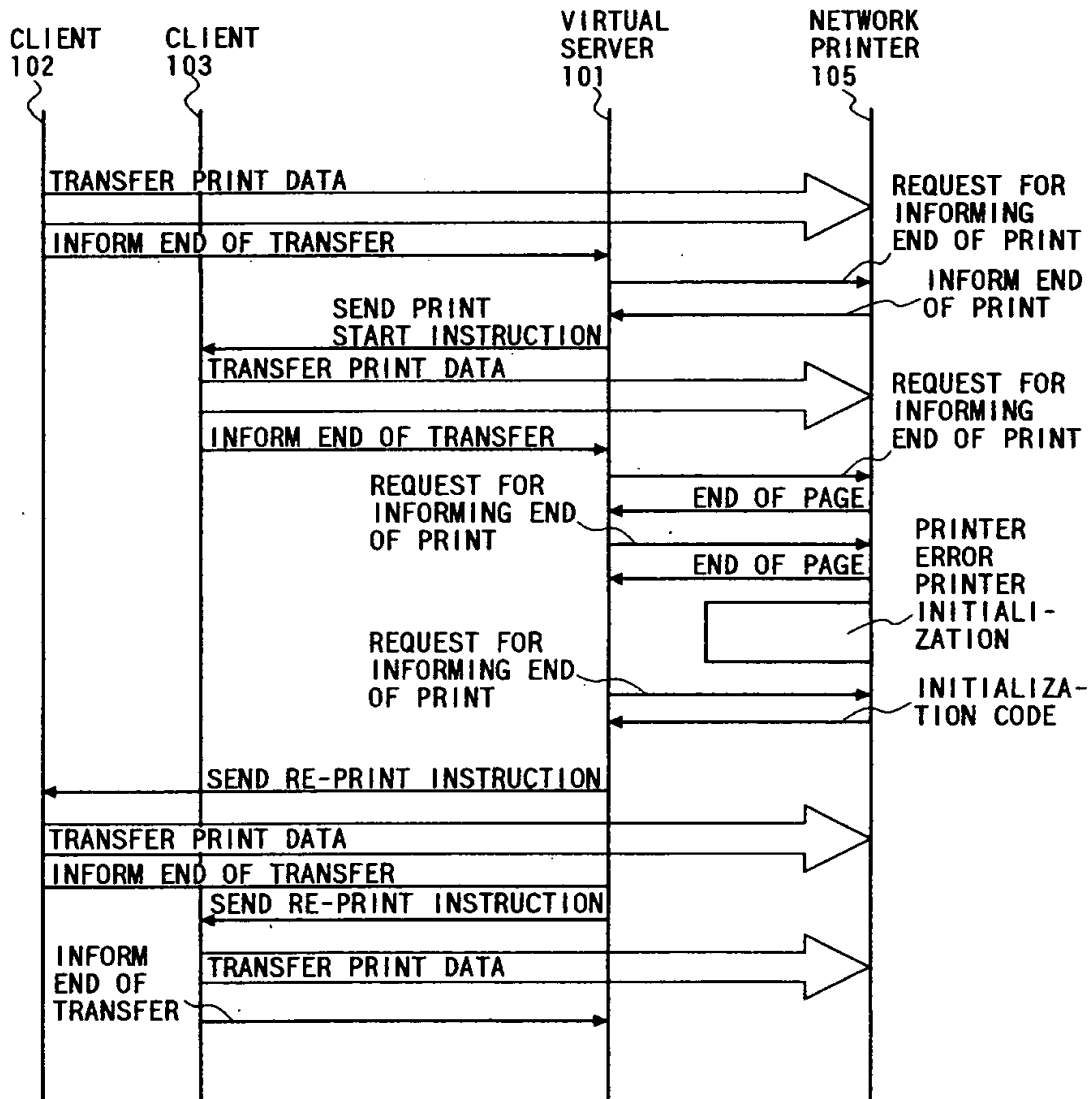 CLIENT
102
CLIENT
103
VIRTUAL
SERVER
101
NETWORK
PRINTER
105
TRANSFER PRINT DATA
REQUEST FOR
INFORMING
END OF PRINT
INFORM END OF TRANSFER
INFORM END
OF PRINT
SEND PRINT
START INSTRUCTION
TRANSFER PRINT DATA
REQUEST FOR
INFORMING
END OF PRINT
INFORM END OF TRANSFER
REQUEST FOR
INFORMING END
OF PRINT
END OF PAGE
END OF PAGE
PRINTER
ERROR
PRINTER
INITIALI-
ZATION
REQUEST FOR
INFORMING END
OF PRINT
INITIALIZA-
TION CODE
SEND RE-PRINT INSTRUCTION
TRANSFER PRINT DATA
INFORM END OF TRANSFER
SEND RE-PRINT INSTRUCTION
INFORM
END OF
TRANSFER
TRANSFER PRINT DATA